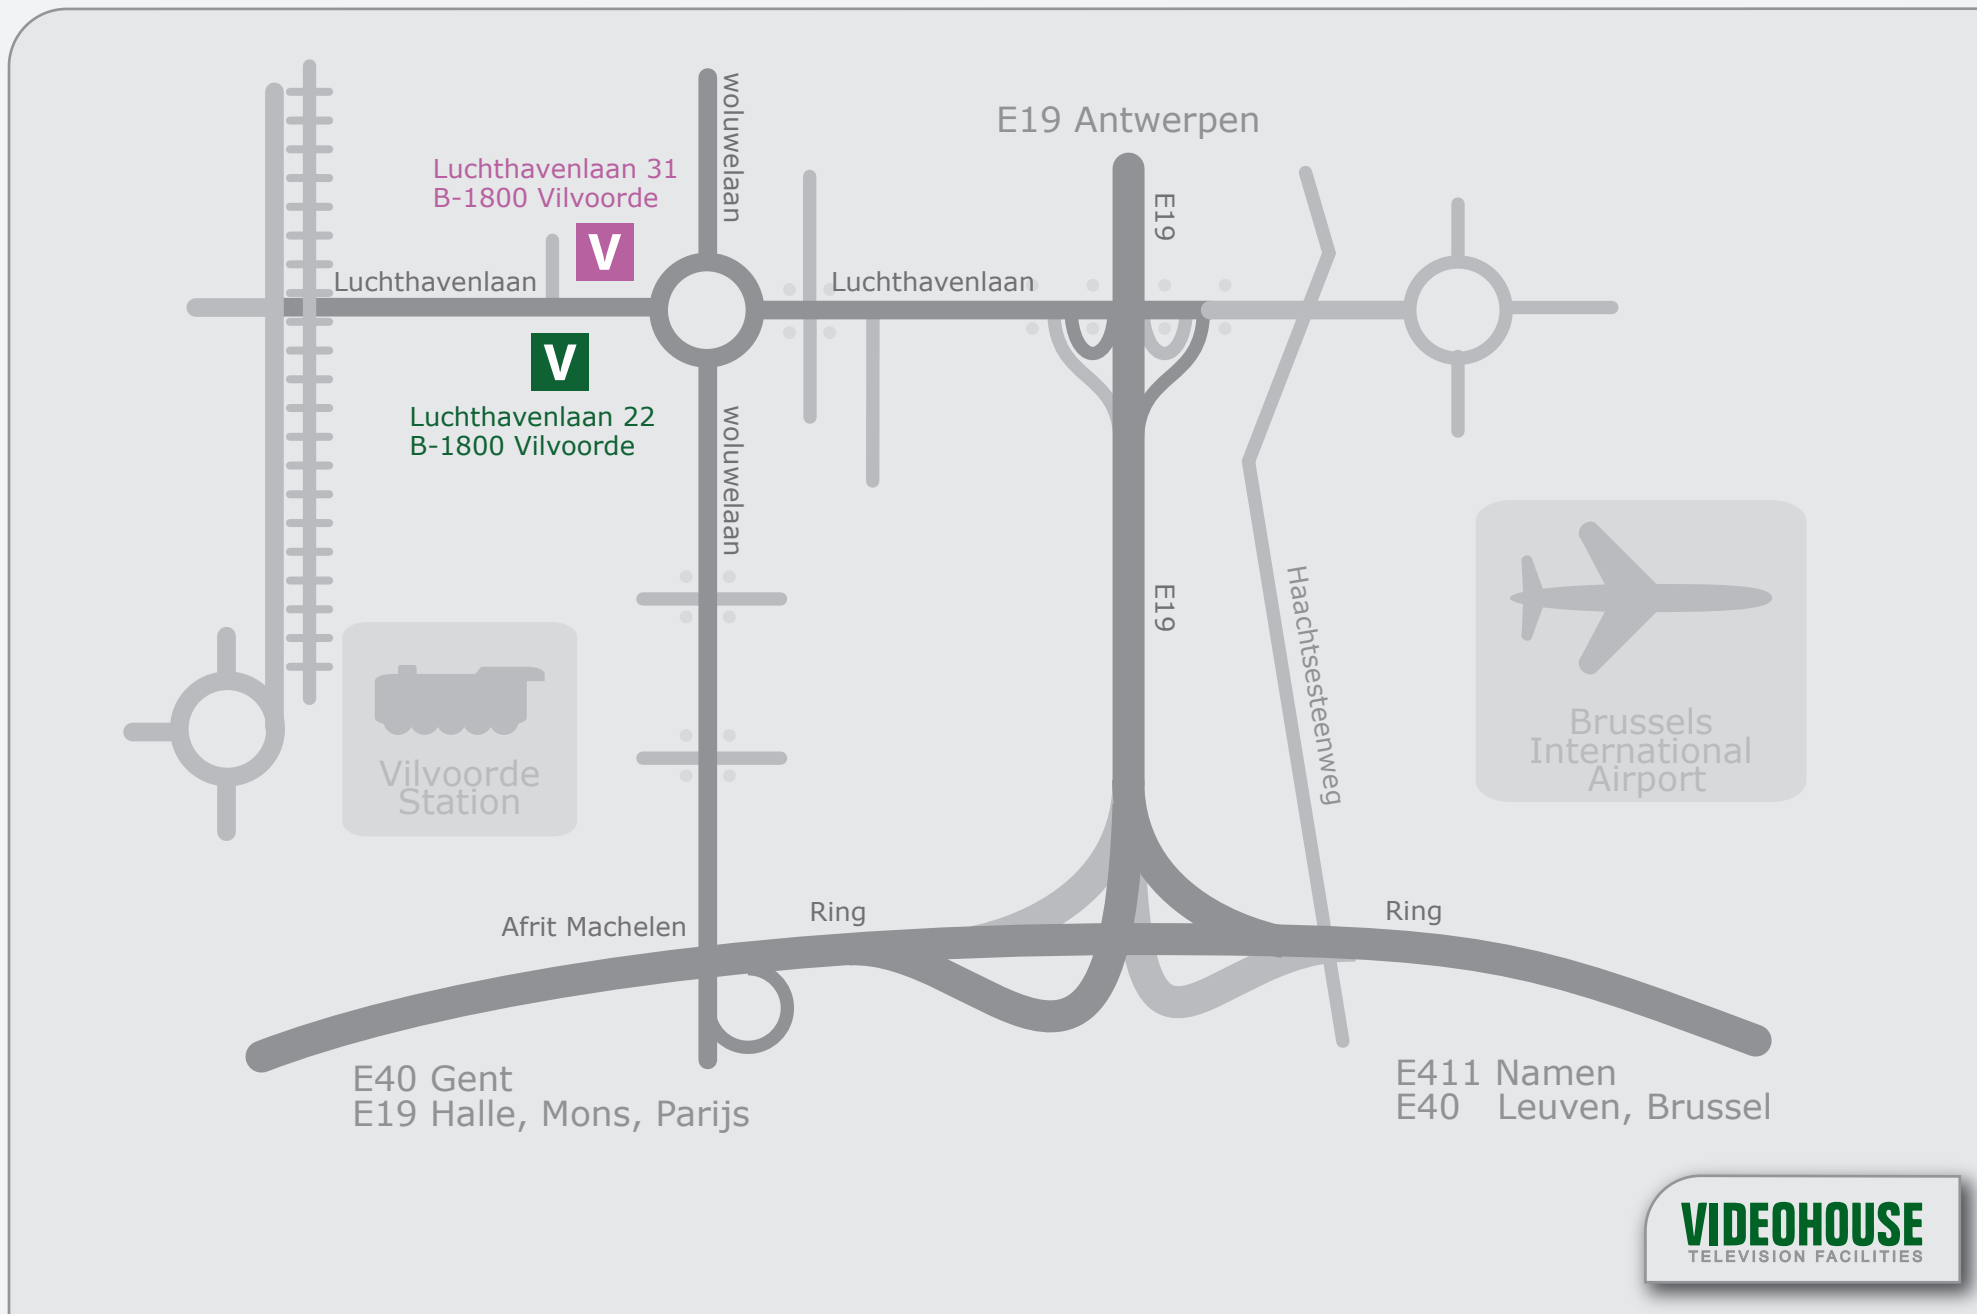 woluwelaan
E19 Antwerpen
Luchthavenlaan 31
B-1800 Vilvoorde
V
E19
Luchthavenlaan
Luchthavenlaan
V
Luchthavenlaan 22
B-1800 Vilvoorde
woluwelaan
E19
Haachtsesteenweg
Brussels
International
Airport
Vilvoorde
Station
Afrit Machelen
Ring
Ring
E40 Gent
E19 Halle, Mons, Parijs
E411 Namen
E40 Leuven, Brussel
VIDEOHOUSE
TELEVISION FACILITIES